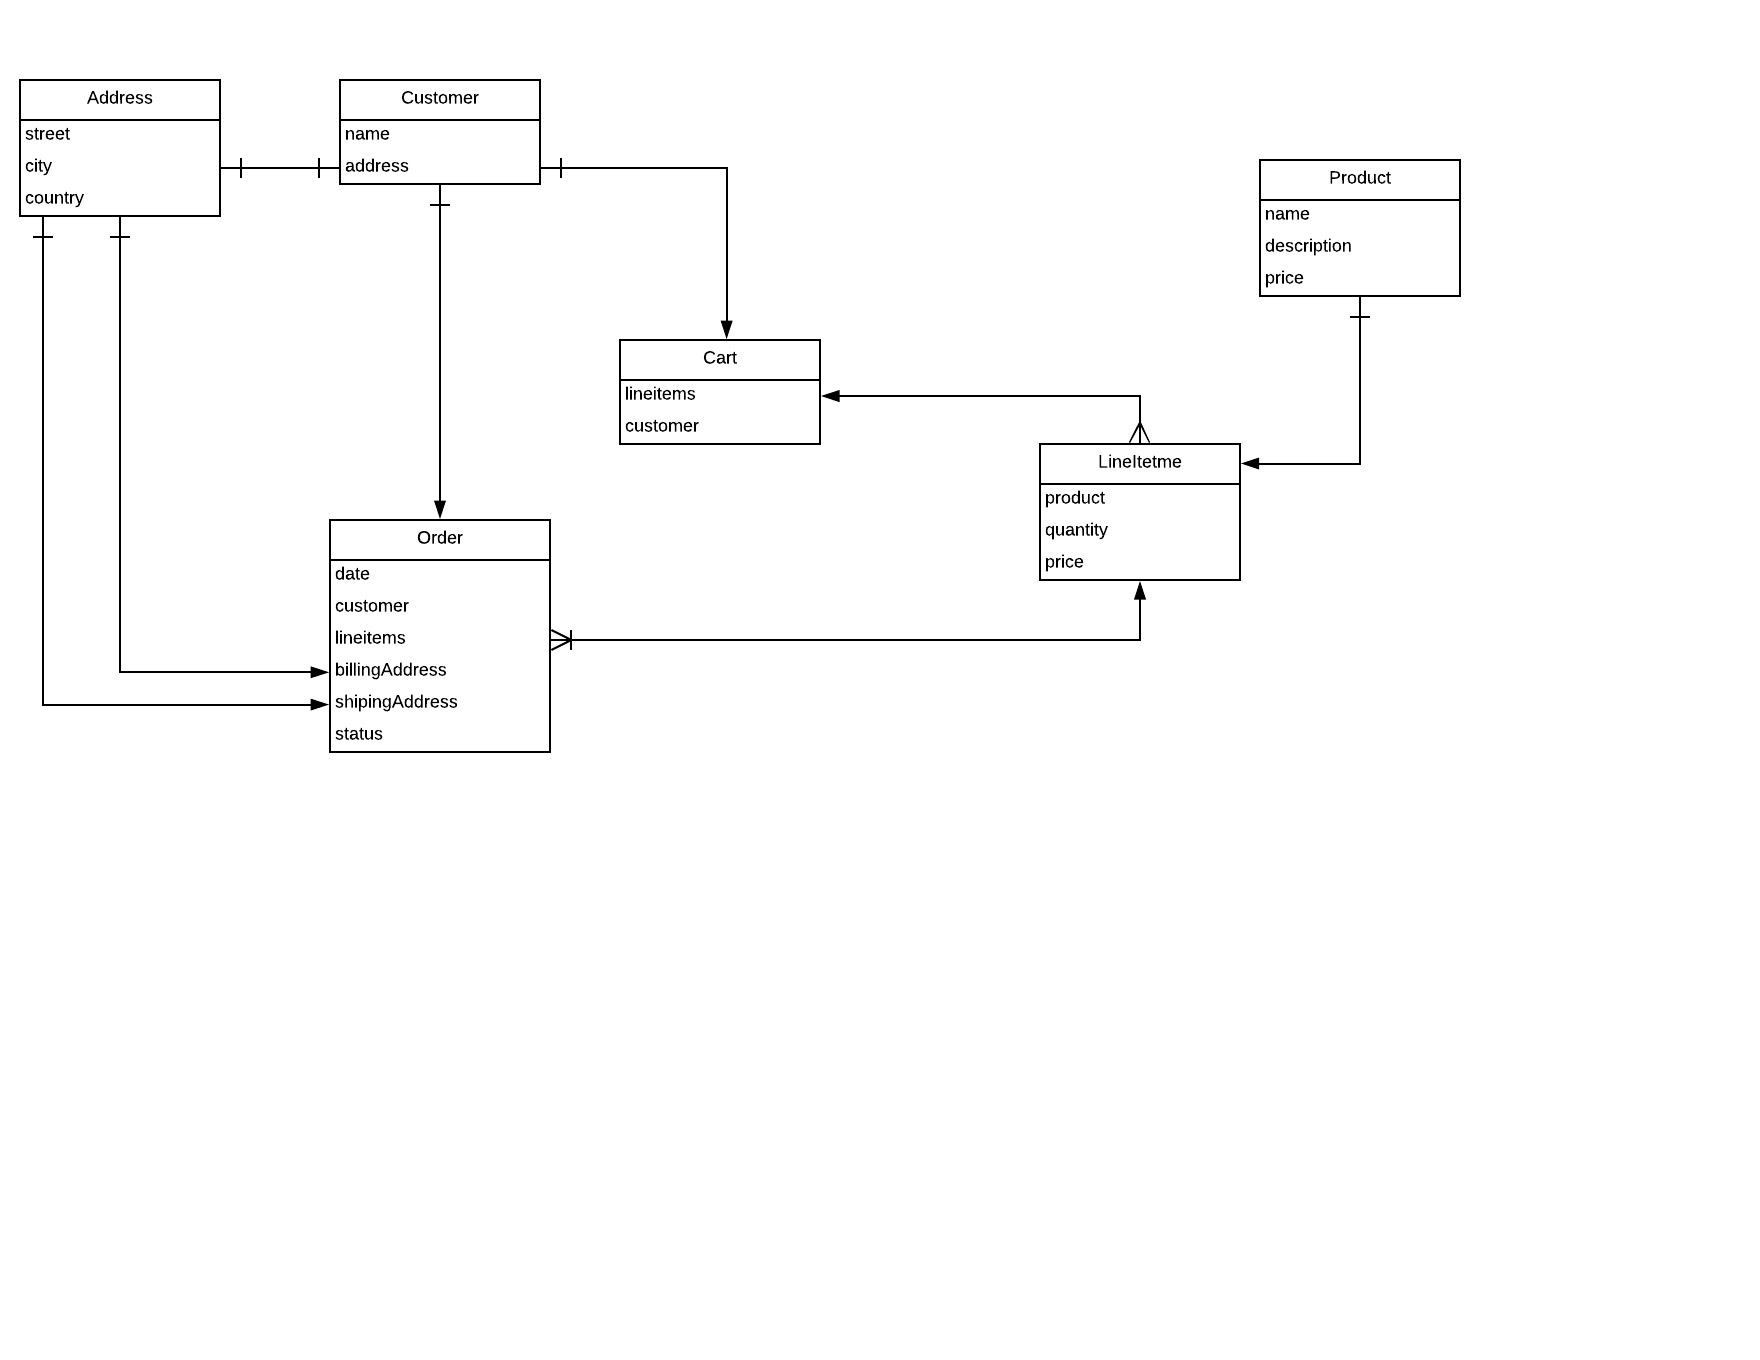 Address
street
city
country
Customer
name
address
Product
name
description
price
Cart
lineitems
customer
LineItetme
product
quantity
price
Order
date
customer
lineitems
billingAddress
shipingAddress
status